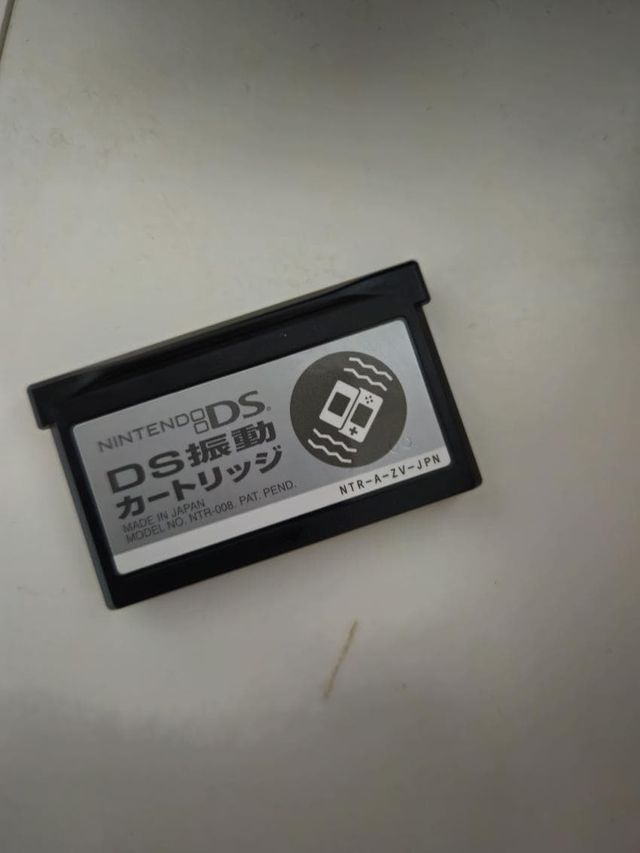 NINTENDO DS®
DS振動
カートリッジ
MADE IN JAPAN
MODEL NO. NTR-008. PAT. PEND.
NTR-A-ZV-JPN